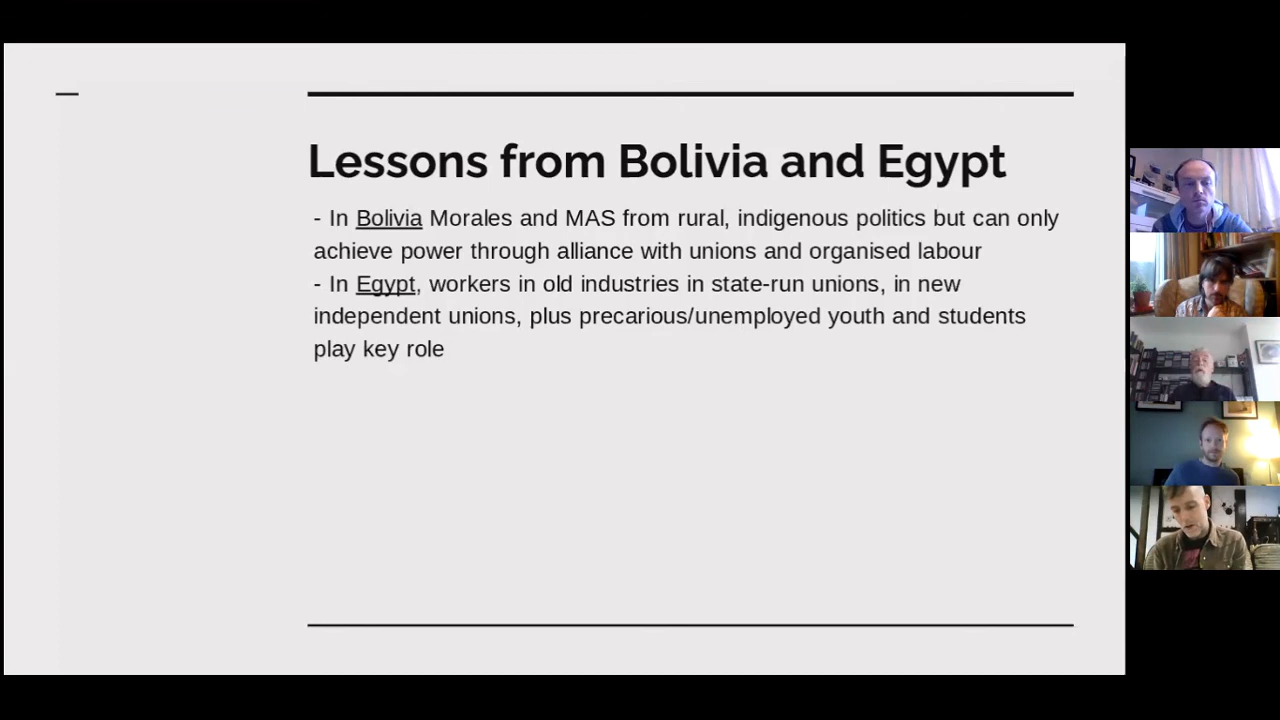 Lessons from Bolivia and Egypt
- In Bolivia Morales and MAS from rural, indigenous politics but can only
achieve power through alliance with unions and organised labour
- In Egypt, workers in old industries in state-run unions, in new
independent unions, plus precarious/unemployed youth and students
play key role